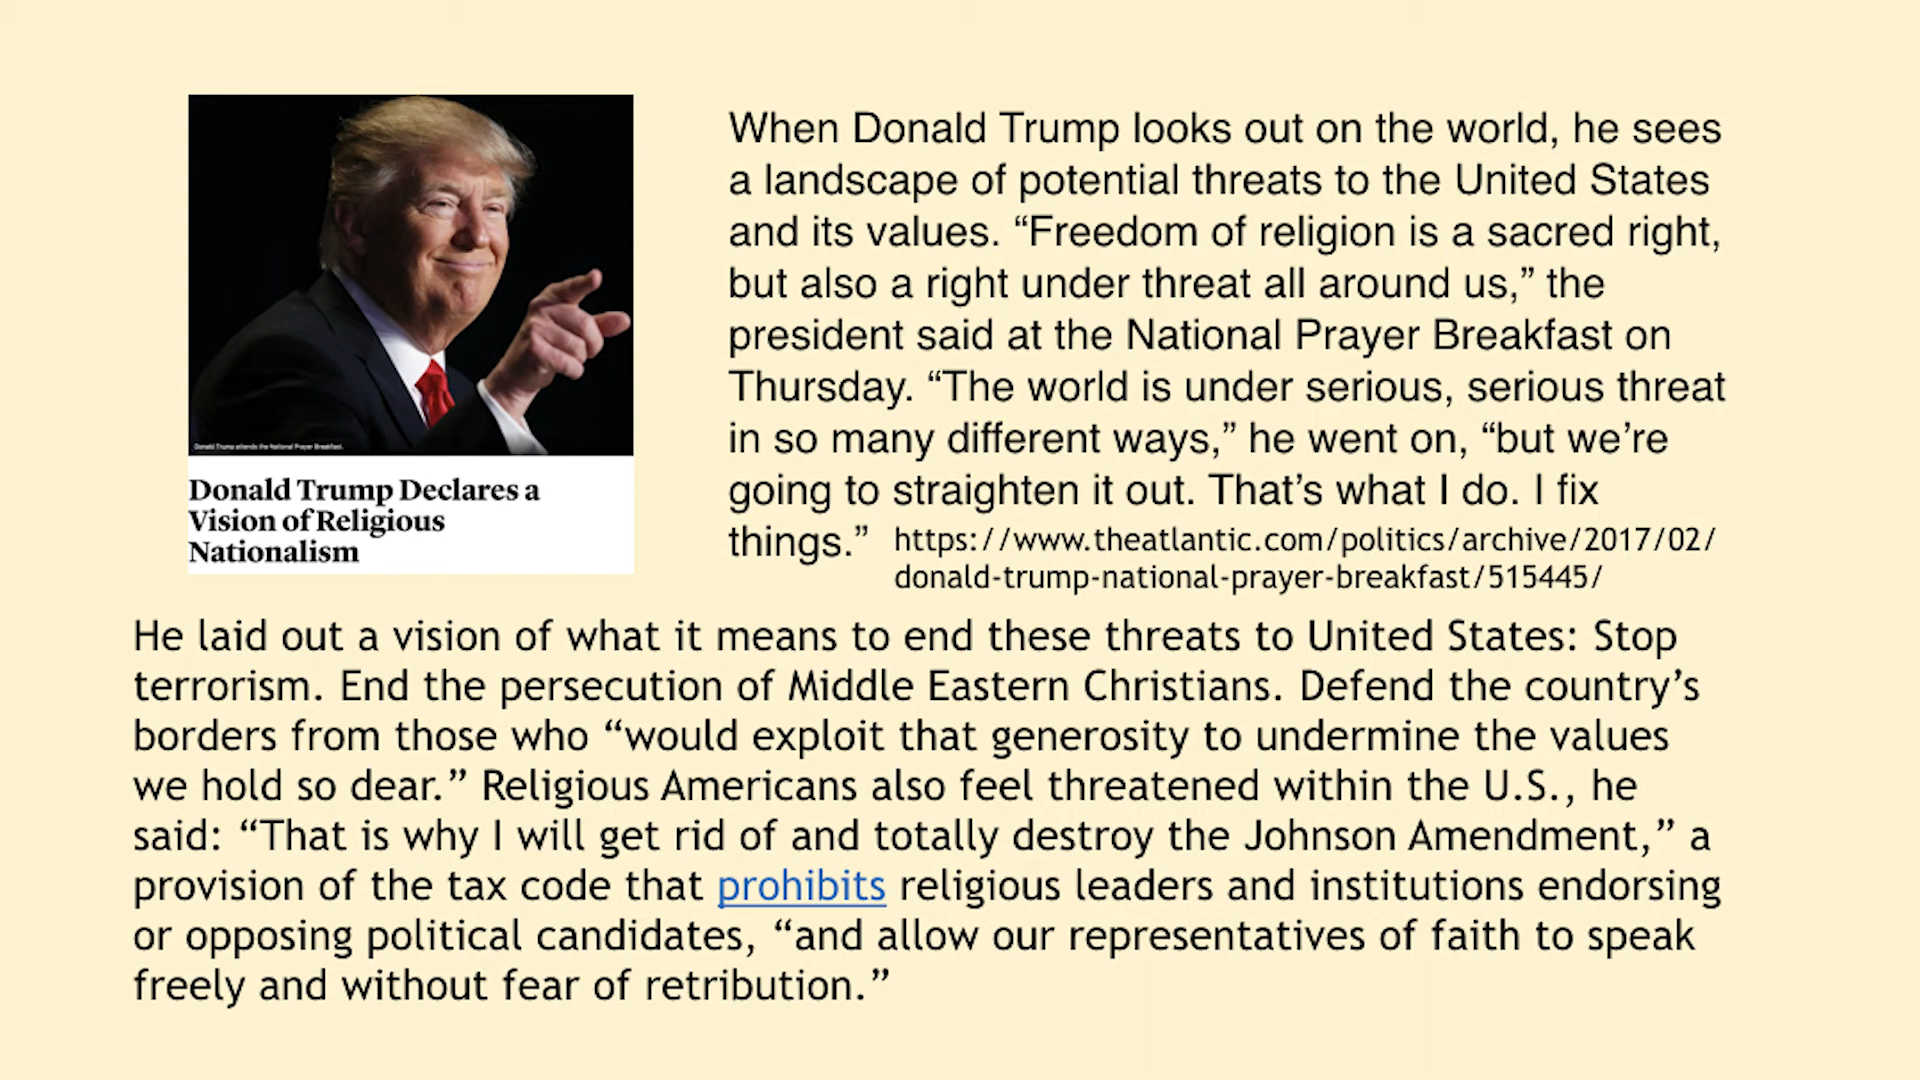 Donald Trump attends the National Prayer Breakfast.
Donald Trump Declares a
Vision of Religious
Nationalism
When Donald Trump looks out on the world, he sees
a landscape of potential threats to the United States
and its values. “Freedom of religion is a sacred right,
but also a right under threat all around us,” the
president said at the National Prayer Breakfast on
Thursday. “The world is under serious, serious threat
in so many different ways,” he went on, “but we’re
going to straighten it out. That’s what I do. I fix
things.”
https://www.theatlantic.com/politics/archive/2017/02/
donald-trump-national-prayer-breakfast/515445/
He laid out a vision of what it means to end these threats to United States: Stop
terrorism. End the persecution of Middle Eastern Christians. Defend the country’s
borders from those who “would exploit that generosity to undermine the values
we hold so dear.” Religious Americans also feel threatened within the U.S., he
said: “That is why I will get rid of and totally destroy the Johnson Amendment,” a
provision of the tax code that prohibits religious leaders and institutions endorsing
or opposing political candidates, “and allow our representatives of faith to speak
freely and without fear of retribution.”